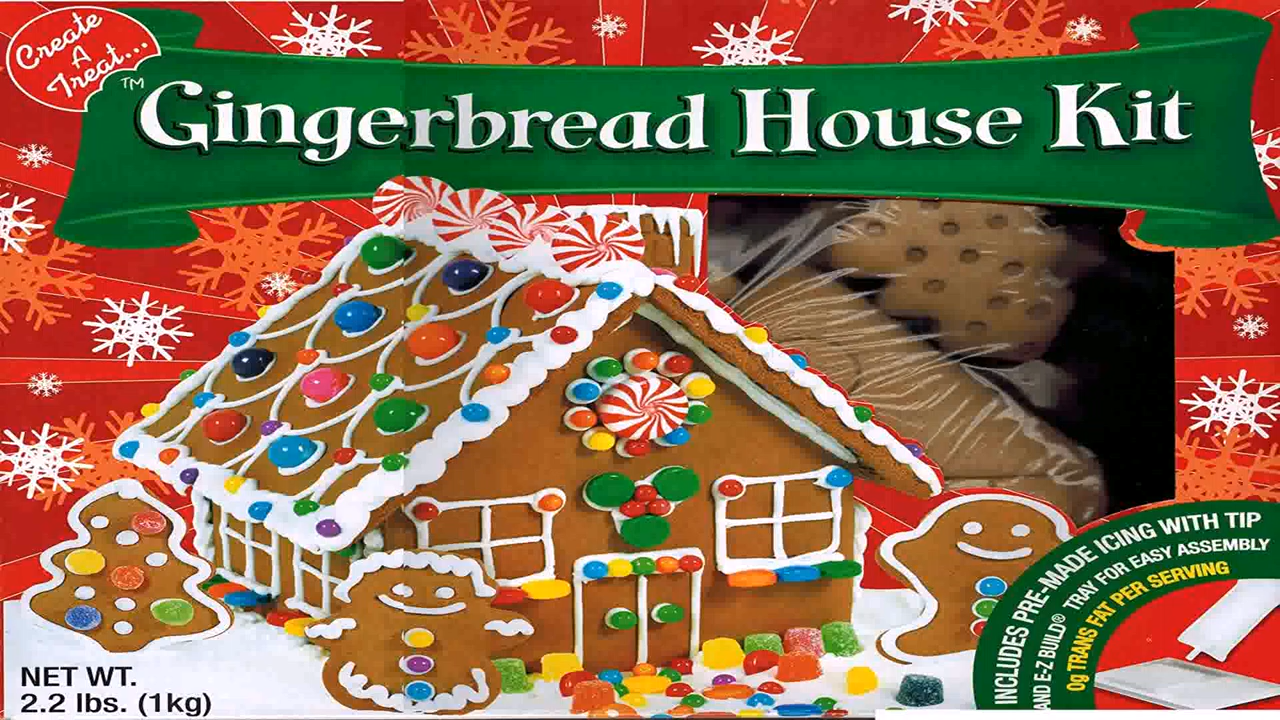 Create
A
Treat...
TM
Gingerbread House Kit
INCLUDES PRE-MADE ICING WITH TIP
AND E-Z BUILD® TRAY FOR EASY ASSEMBLY
0g TRANS FAT PER SERVING
NET WT.
2.2 lbs. (1kg)